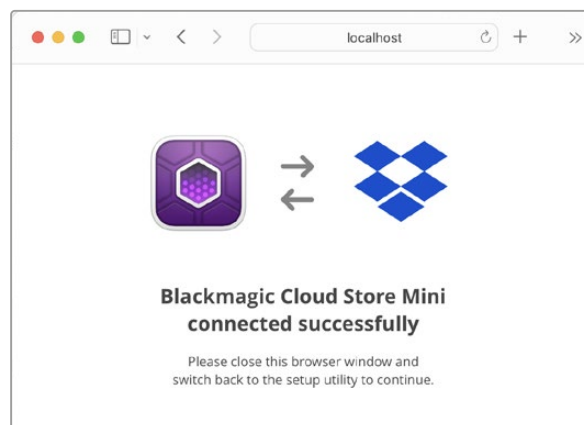 localhost
Blackmagic Cloud Store Mini
connected successfully
Please close this browser window and
switch back to the setup utility to continue.